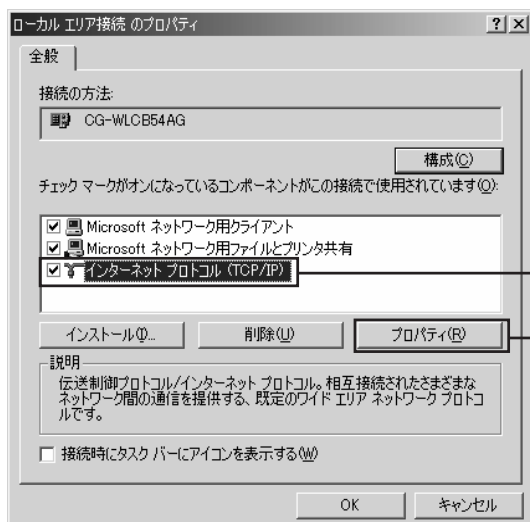 ローカル エリア接続 のプロパティ
全般
接続の方法:
CG-WLCB54AG
構成(C)
チェック マークがオンになっているコンポーネントがこの接続で使用されています(O):
Microsoft ネットワーク用クライアント
Microsoft ネットワーク用ファイルとプリンタ共有
インターネット プロトコル (TCP/IP)
インストール(I)...
削除(U)
プロパティ(R)
説明
伝送制御プロトコル/インターネット プロトコル。相互接続されたさまざまな
ネットワーク間の通信を提供する、既定のワイド エリア ネットワーク プロトコ
ルです。
接続時にタスク バーにアイコンを表示する(W)
OK
キャンセル